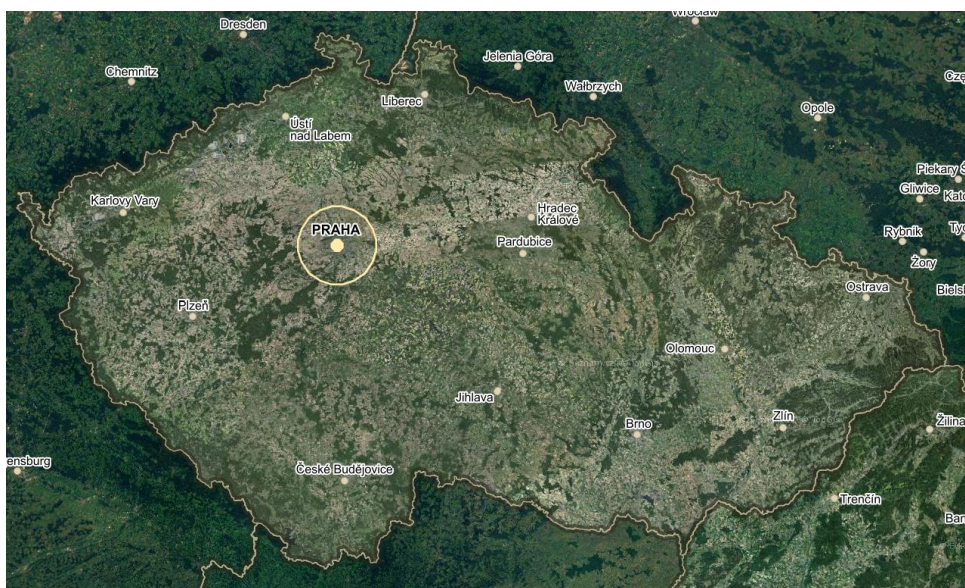 Wrocław
Dresden
Jelenia Góra
Chemnitz
Wałbrzych
Liberec
Opole
Ústí
nad Labem
Piekary
Gliwice
Karlovy Vary
Hradec
Králové
PRAHA
Pardubice
Rybnik
Żory
Ostrava
Plzeň
Olomouc
Jihlava
Zlín
Brno
Žilina
České Budějovice
Trenčín